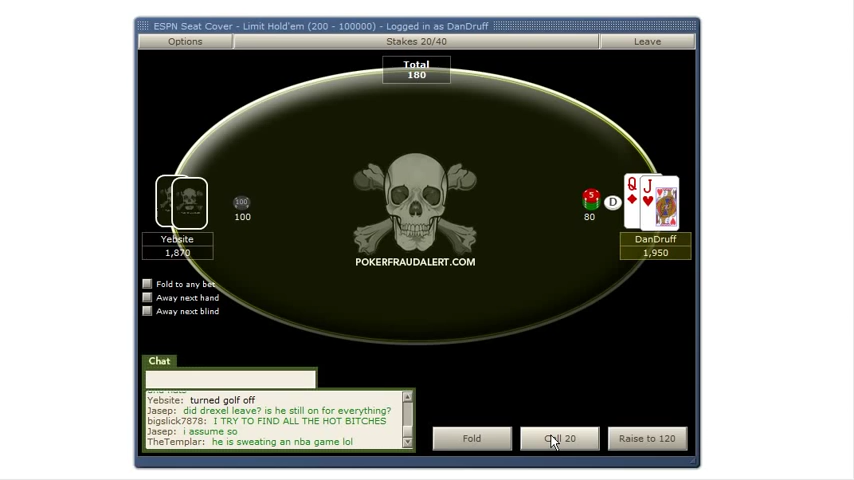 ESPN Seat Cover - Limit Hold'em (200 - 100000) - Logged in as DanDruff
Options
Stakes 20/40
Leave
Total
180
Q
J
100
100
5
80
D
Yebsite
1,870
DanDruff
1,950
POKERFRAUDALERT.COM
Fold to any bet
Away next hand
Away next blind
Chat
Yebsite: turned golf off
Jasep: did drexel leave? is he still on for everything?
bigslick7878: I TRY TO FIND ALL THE HOT BITCHES
Jasep: i assume so
TheTemplar: he is sweating an nba game lol
Fold
Call 20
Raise to 120